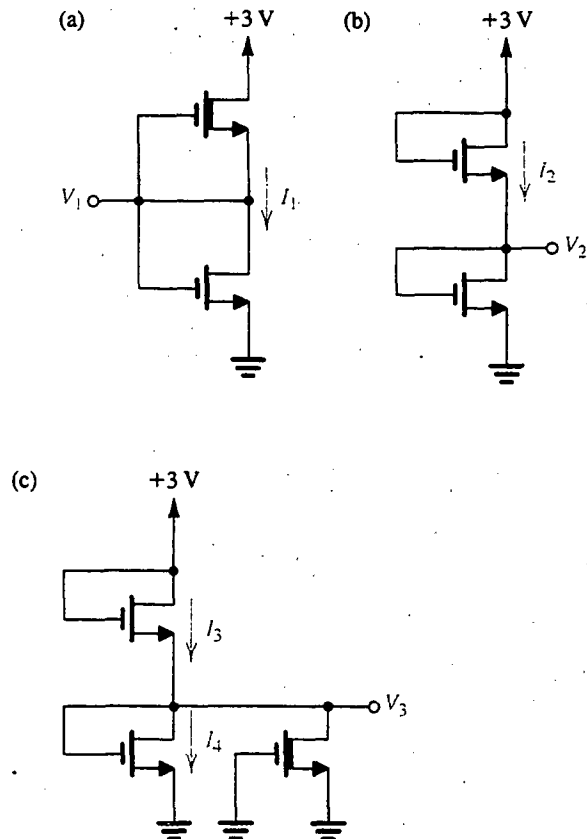 (a)
+3 V
(b)
+3 V
V₁
I₁
I₂
V₂
(c)
+3 V
I₃
I₄
V₃